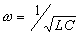 ω = 1/√LC